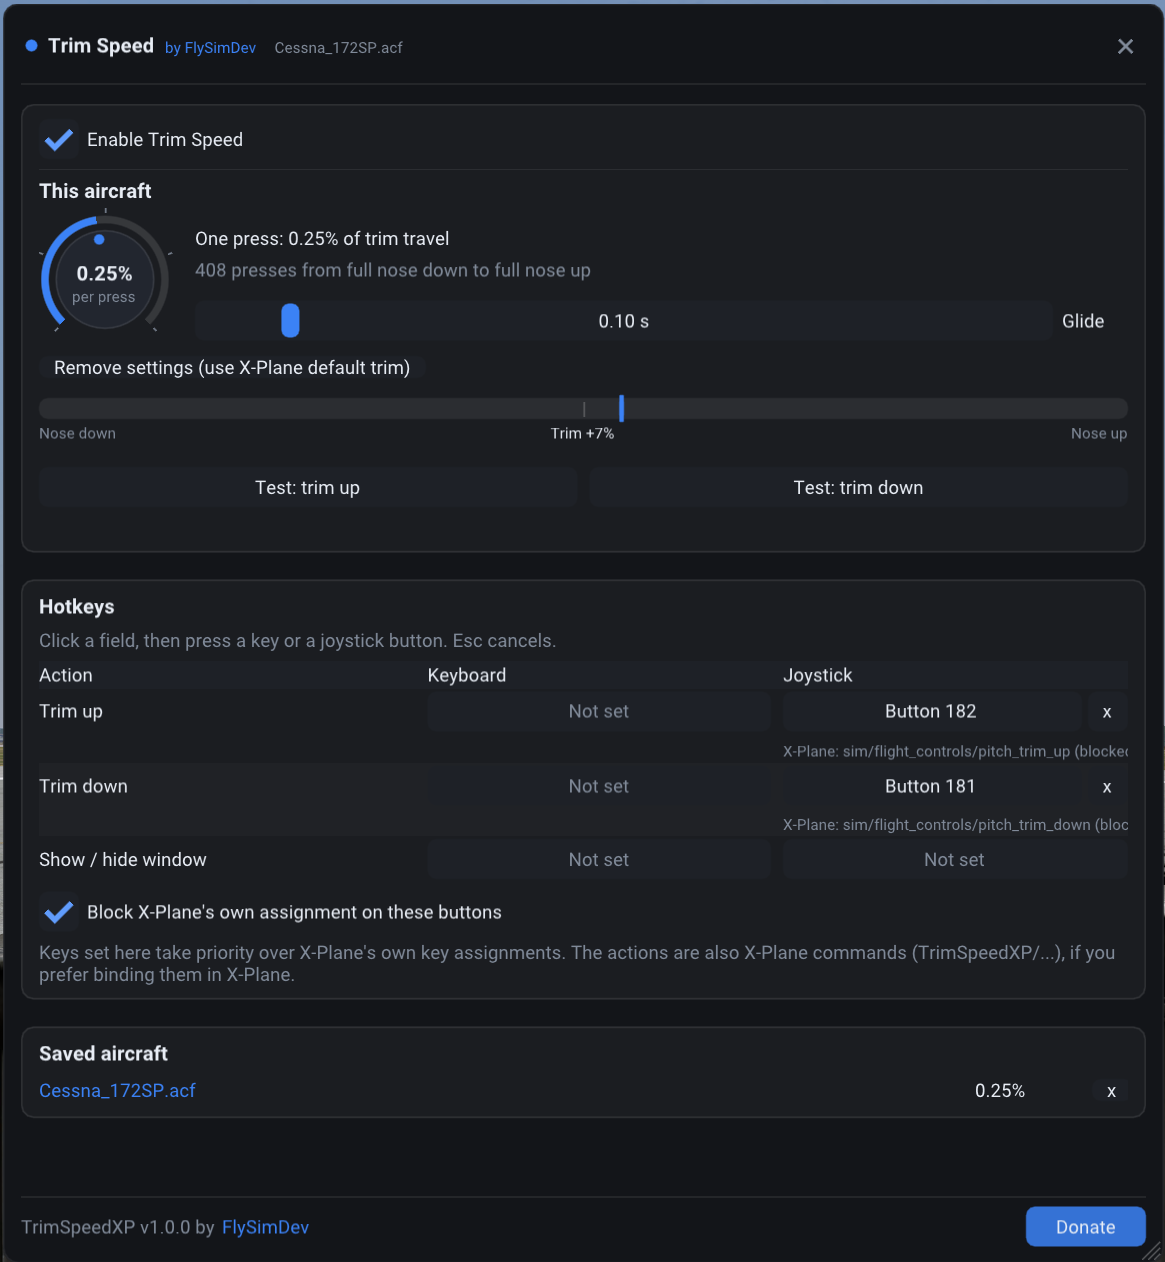 Trim Speed by FlySimDev Cessna_172SP.acf
Enable Trim Speed
This aircraft
0.25%
per press
One press: 0.25% of trim travel
408 presses from full nose down to full nose up
0.10 s Glide
Remove settings (use X-Plane default trim)
Nose down Trim +7% Nose up
Test: trim up Test: trim down
Hotkeys
Click a field, then press a key or a joystick button. Esc cancels.
Action Keyboard Joystick
Trim up Not set Button 182 x
X-Plane: sim/flight_controls/pitch_trim_up (blocked
Trim down Not set Button 181 x
X-Plane: sim/flight_controls/pitch_trim_down (bloc
Show / hide window Not set Not set
Block X-Plane's own assignment on these buttons
Keys set here take priority over X-Plane's own key assignments. The actions are also X-Plane commands (TrimSpeedXP/...), if you
prefer binding them in X-Plane.
Saved aircraft
Cessna_172SP.acf 0.25% x
TrimSpeedXP v1.0.0 by FlySimDev Donate